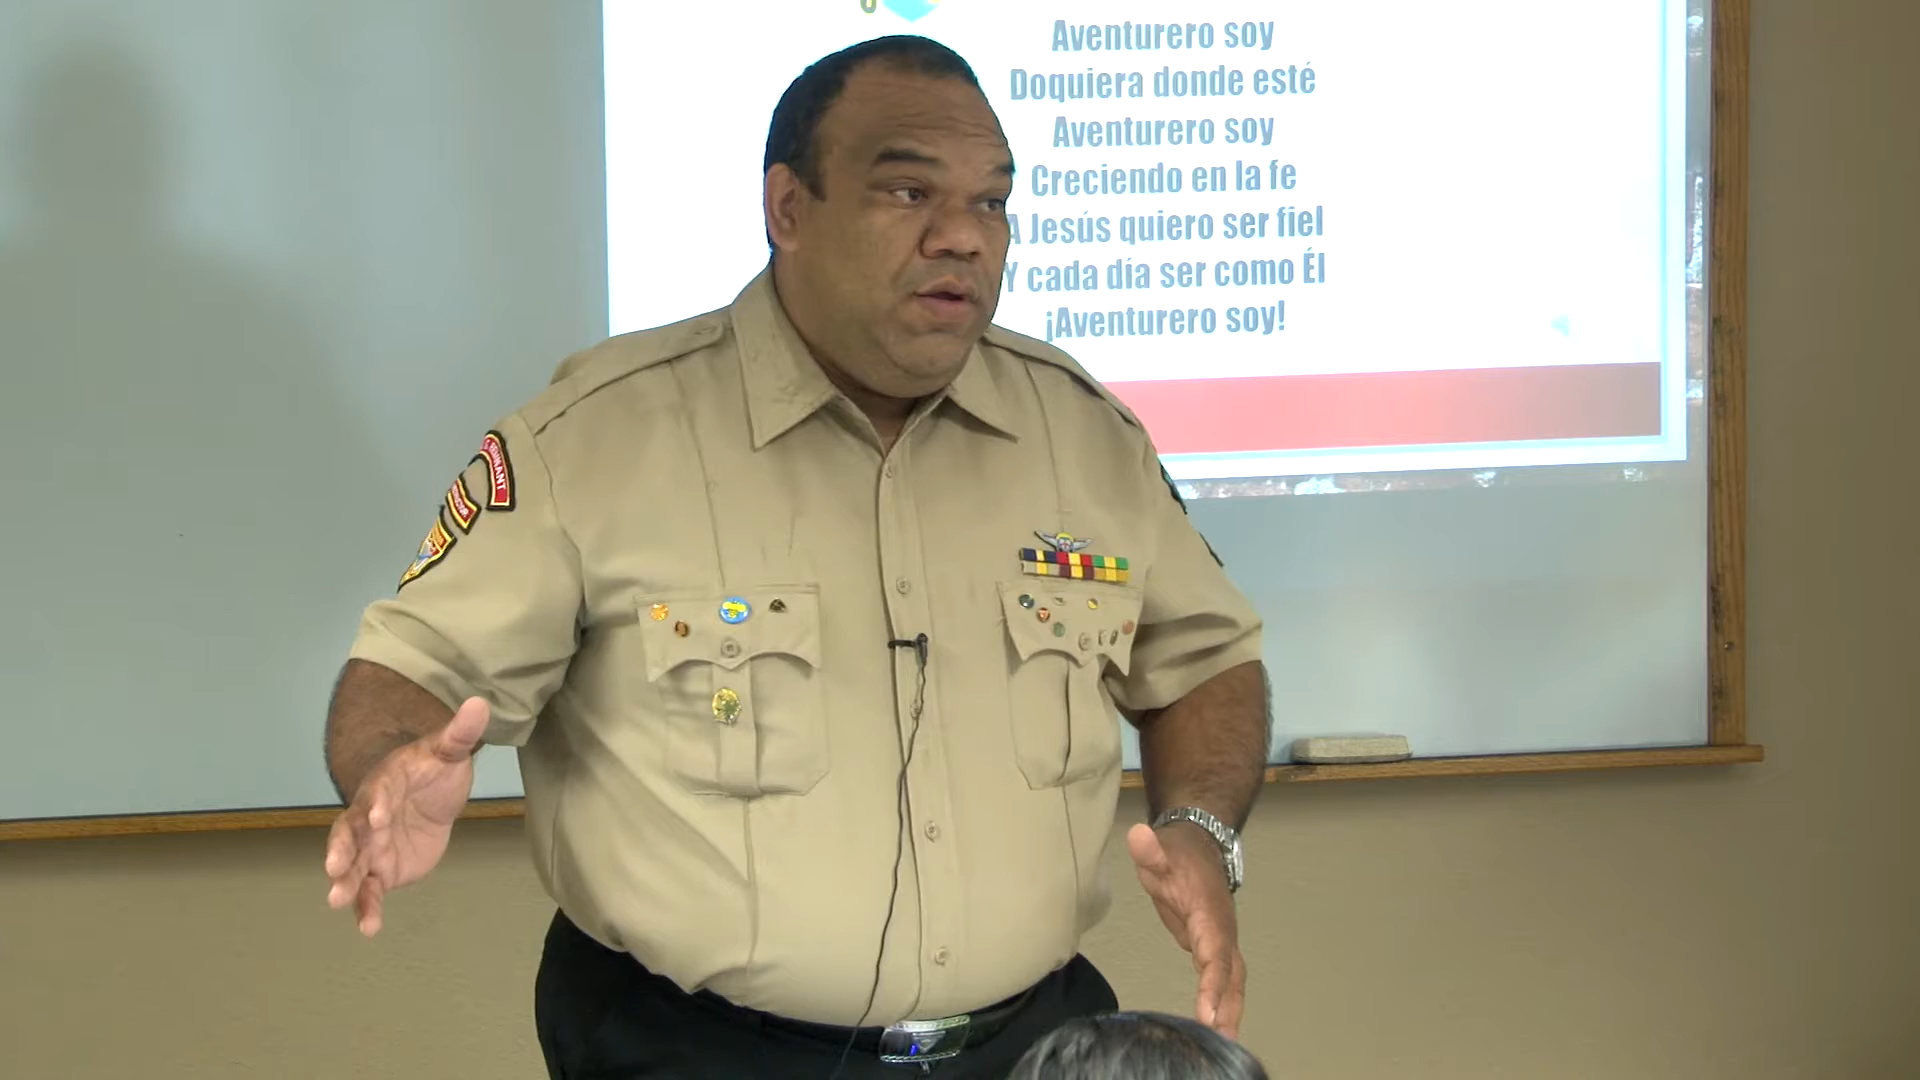 Aventurero soy
Doquiera donde esté
Aventurero soy
Creciendo en la fe
A Jesús quiero ser fiel
Y cada día ser como Él
¡Aventurero soy!
REMNANT